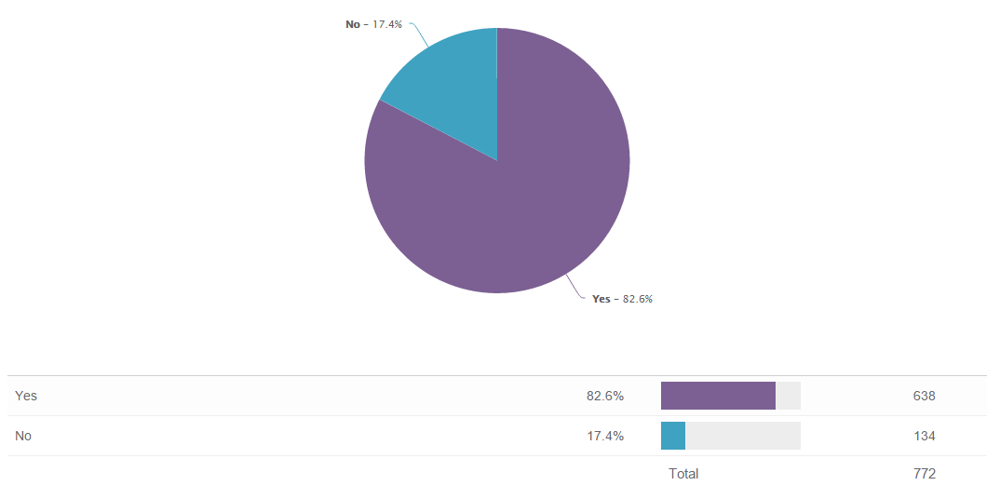 No – 17.4%
Yes – 82.6%
Yes 82.6% 638
No 17.4% 134
Total 772